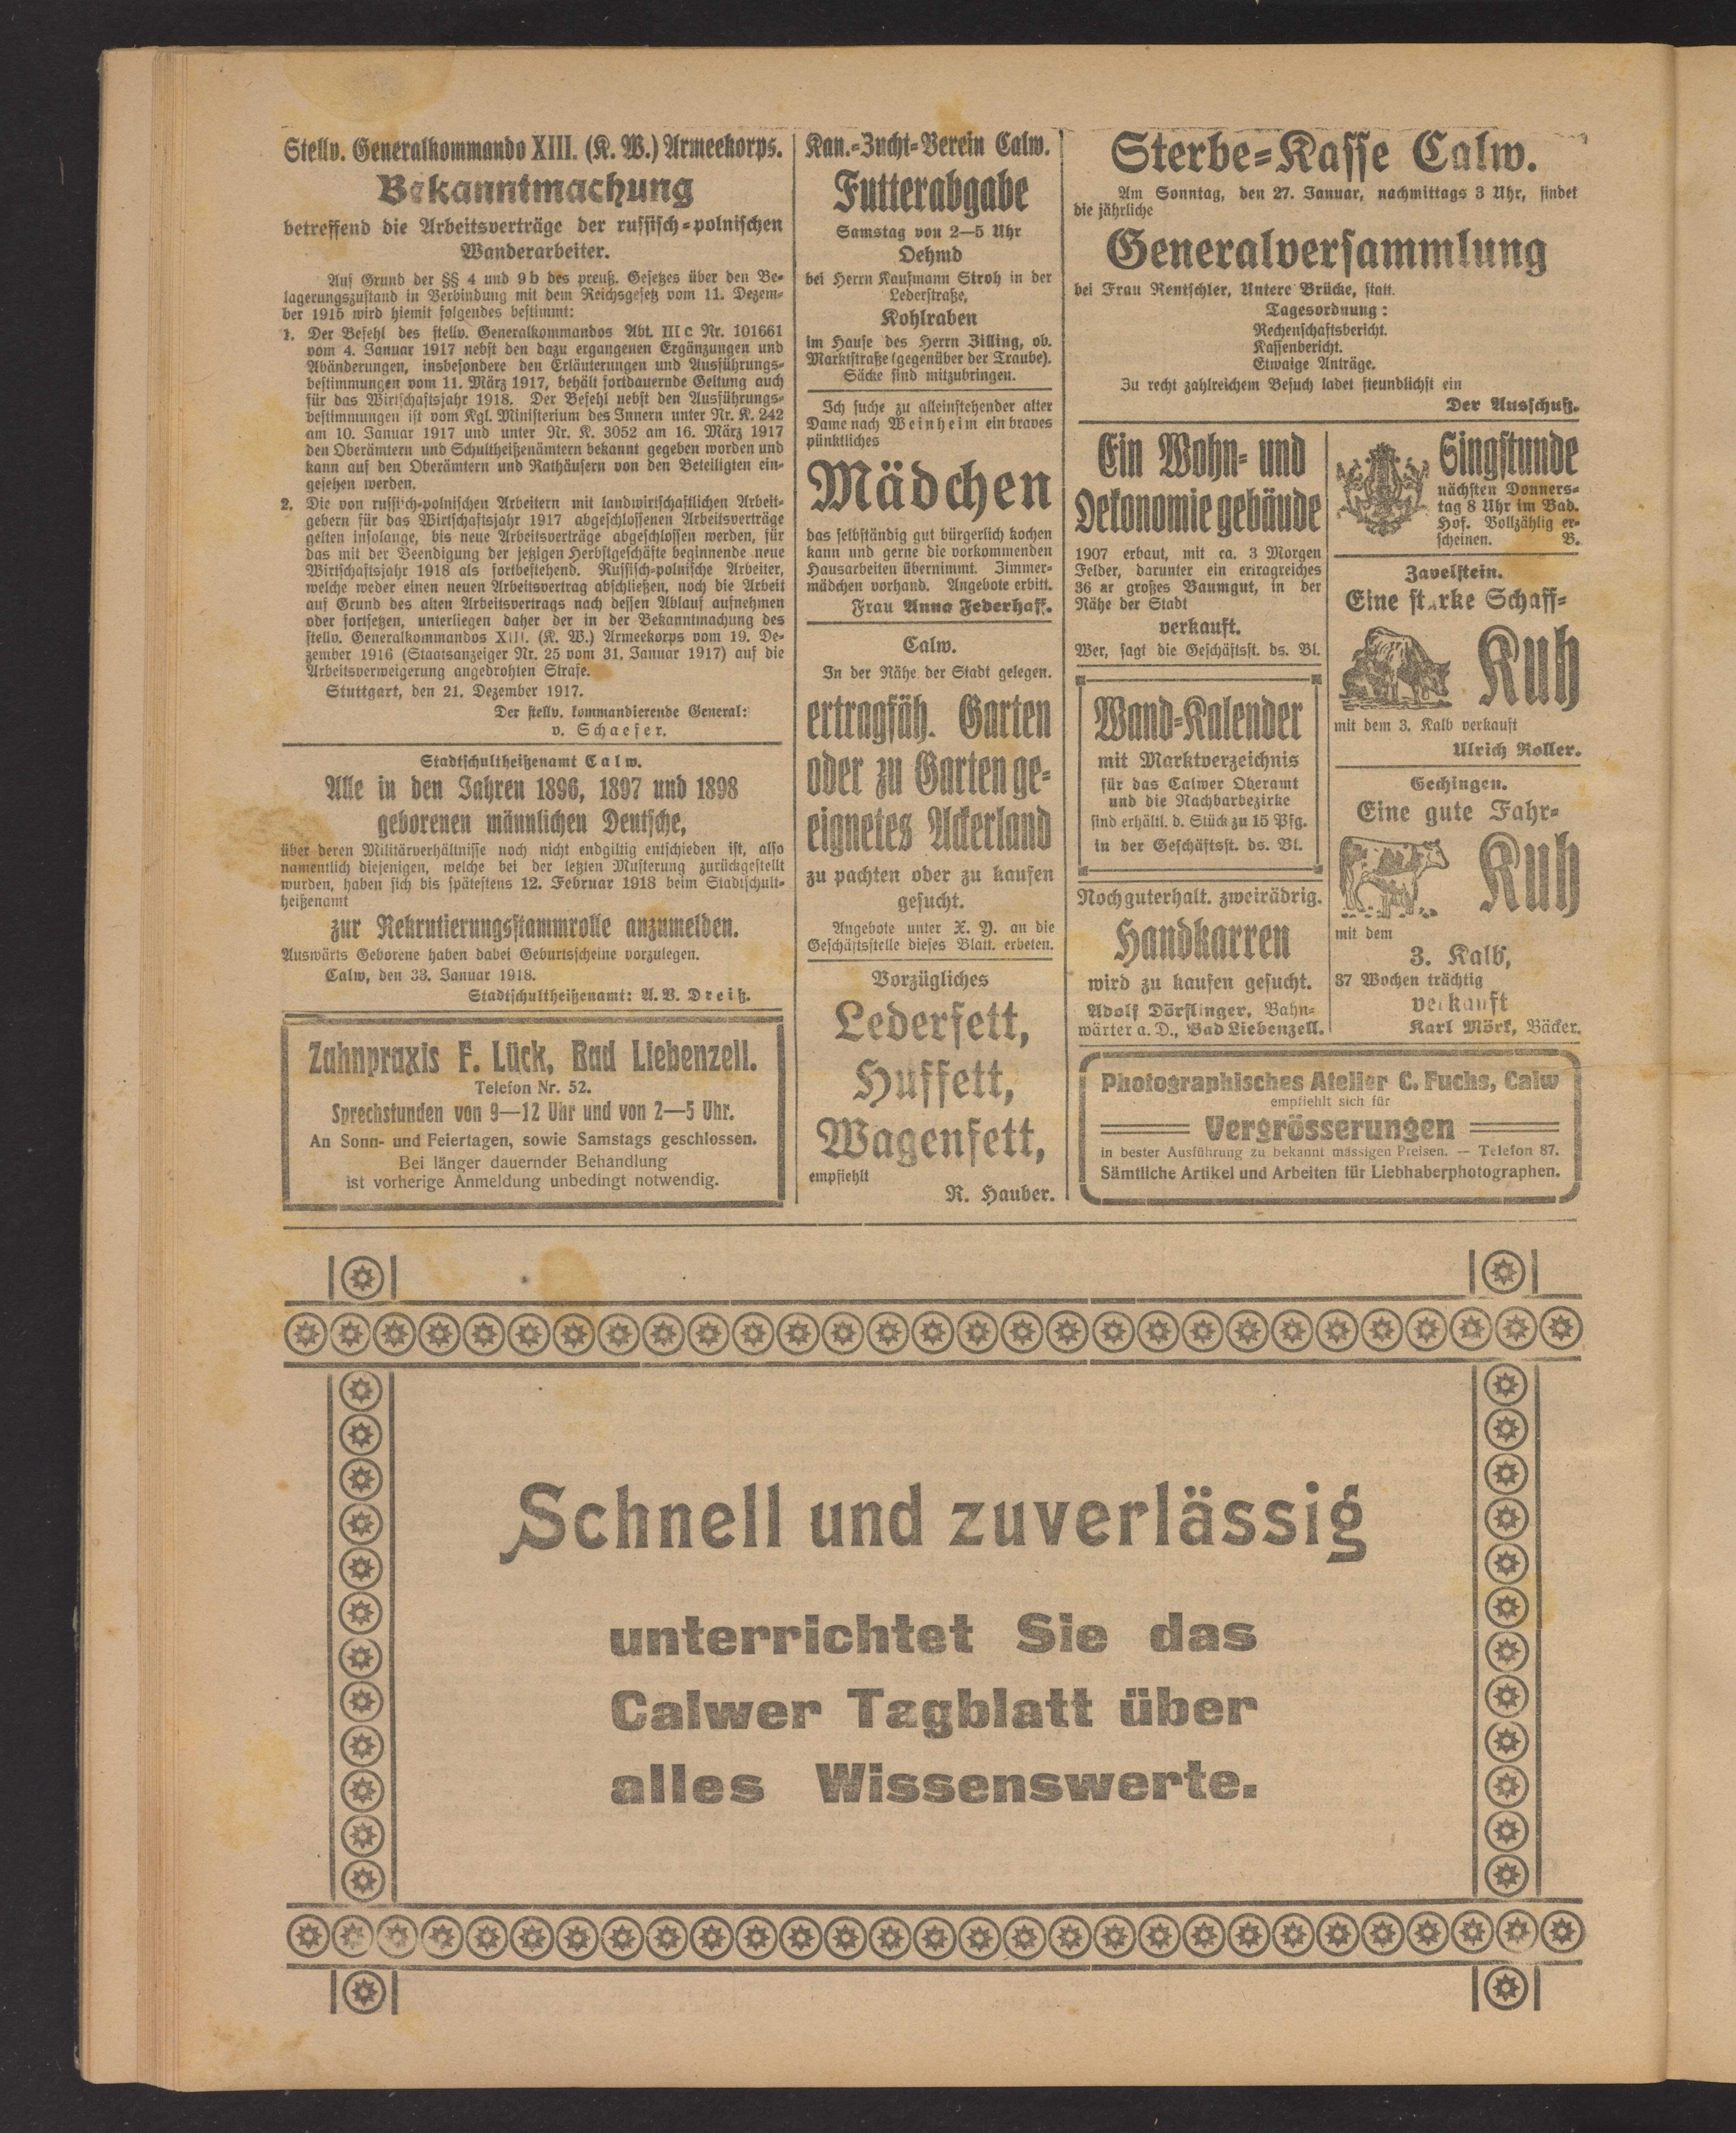 Stellv. Generalkommando XIII. (K. W.) Armeekorps.
Bekanntmachung
betreffend die Arbeitsverträge der russisch-polnischen
Wanderarbeiter.
Auf Grund der §§ 4 und 9b des preuß. Gesetzes über den Be-
lagerungszustand in Verbindung mit dem Reichsgesetz vom 11. Dezem-
ber 1915 wird hiemit folgendes bestimmt:
1. Der Befehl des stellv. Generalkommandos Abt. III c Nr. 101661
vom 4. Januar 1917 nebst den dazu ergangenen Ergänzungen und
Abänderungen, insbesondere den Erläuterungen und Ausführungs-
bestimmungen vom 11. März 1917, behält fortdauernde Geltung auch
für das Wirtschaftsjahr 1918. Der Befehl nebst den Ausführungs-
bestimmungen ist vom Kgl. Ministerium des Innern unter Nr. K. 242
am 10. Januar 1917 und unter Nr. K. 3052 am 16. März 1917
den Oberämtern und Schultheißenämtern bekannt gegeben worden und
kann auf den Oberämtern und Rathäusern von den Beteiligten ein-
gesehen werden.
2. Die von russisch-polnischen Arbeitern mit landwirtschaftlichen Arbeit-
gebern für das Wirtschaftsjahr 1917 abgeschlossenen Arbeitsverträge
gelten insolange, bis neue Arbeitsverträge abgeschlossen werden, für
das mit der Beendigung der jetzigen Herbstgeschäfte beginnende neue
Wirtschaftsjahr 1918 als fortbestehend. Russisch-polnische Arbeiter,
welche weder einen neuen Arbeitsvertrag abschließen, noch die Arbeit
auf Grund des alten Arbeitsvertrags nach dessen Ablauf aufnehmen
oder fortsetzen, unterliegen daher der in der Bekanntmachung des
stellv. Generalkommandos XIII. (K. W.) Armeekorps vom 19. De-
zember 1916 (Staatsanzeiger Nr. 25 vom 31. Januar 1917) auf die
Arbeitsverweigerung angedrohten Strafe.
Stuttgart, den 21. Dezember 1917.
Der stellv. kommandierende General:
v. Schaefer.
Stadtschultheißenamt Calw.
Alle in den Jahren 1896, 1897 und 1898
geborenen männlichen Deutsche,
über deren Militärverhältnisse noch nicht endgiltig entschieden ist, also
namentlich diejenigen, welche bei der letzten Musterung zurückgestellt
wurden, haben sich bis spätestens 12. Februar 1918 beim Stadtschult-
heißenamt
zur Rekrutierungsstammrolle anzumelden.
Auswärts Geborene haben dabei Geburtsscheine vorzulegen.
Calw, den 33. Januar 1918.
Stadtschultheißenamt: A. V. Dreiß.
Zahnpraxis F. Lück, Bad Liebenzell.
Telefon Nr. 52.
Sprechstunden von 9—12 Uhr und von 2—5 Uhr.
An Sonn- und Feiertagen, sowie Samstags geschlossen.
Bei länger dauernder Behandlung
ist vorherige Anmeldung unbedingt notwendig.
Kan.-Zucht-Verein Calw.
Futterabgabe
Samstag von 2—5 Uhr
Oehmd
bei Herrn Kaufmann Stroh in der
Lederstraße,
Kohlraben
im Hause des Herrn Zilling, ob.
Marktstraße (gegenüber der Traube).
Säcke sind mitzubringen.
Ich suche zu alleinstehender alter
Dame nach Weinheim ein braves
pünktliches
Mädchen
das selbständig gut bürgerlich kochen
kann und gerne die vorkommenden
Hausarbeiten übernimmt. Zimmer-
mädchen vorhand. Angebote erbitt.
Frau Anna Federhaff.
Calw.
In der Nähe der Stadt gelegen.
ertragfäh. Garten
oder zu Garten ge-
eignetes Ackerland
zu pachten oder zu kaufen
gesucht.
Angebote unter X. Y. an die
Geschäftsstelle dieses Blatt. erbeten.
Vorzügliches
Lederfett,
Huffett,
Wagenfett,
empfiehlt
R. Hauber.
Sterbe-Kasse Calw.
Am Sonntag, den 27. Januar, nachmittags 3 Uhr, findet
die jährliche
Generalversammlung
bei Frau Rentschler, Untere Brücke, statt.
Tagesordnung:
Rechenschaftsbericht.
Kassenbericht.
Etwaige Anträge.
Zu recht zahlreichem Besuch ladet freundlichst ein
Der Ausschuß.
Ein Wohn- und
Oekonomiegebäude
1907 erbaut, mit ca. 3 Morgen
Felder, darunter ein ertragreiches
36 ar großes Baumgut, in der
Nähe der Stadt
verkauft.
Wer, sagt die Geschäftsst. ds. Bl.
Wand-Kalender
mit Marktverzeichnis
für das Calwer Oberamt
und die Nachbarbezirke
sind erhältl. d. Stück zu 15 Pfg.
in der Geschäftsst. ds. Bl.
Noch guterhalt. zweirädrig.
Handkarren
wird zu kaufen gesucht.
Adolf Dörflinger, Bahn-
wärter a. D., Bad Liebenzell.
Singstunde
nächsten Donners-
tag 8 Uhr im Bad.
Hof. Vollzählig er-
scheinen. B.
Zavelstein.
Eine starke Schaff-
Kuh
mit dem 3. Kalb verkauft
Ulrich Roller.
Gechingen.
Eine gute Fahr-
Kuh
mit dem
3. Kalb,
37 Wochen trächtig
verkauft
Karl Mörk, Bäcker.
Photographisches Atelier C. Fuchs, Calw
empfiehlt sich für
Vergrösserungen
in bester Ausführung zu bekannt mässigen Preisen. — Telefon 87.
Sämtliche Artikel und Arbeiten für Liebhaberphotographen.
Schnell und zuverlässig
unterrichtet Sie das
Calwer Tagblatt über
alles Wissenswerte.